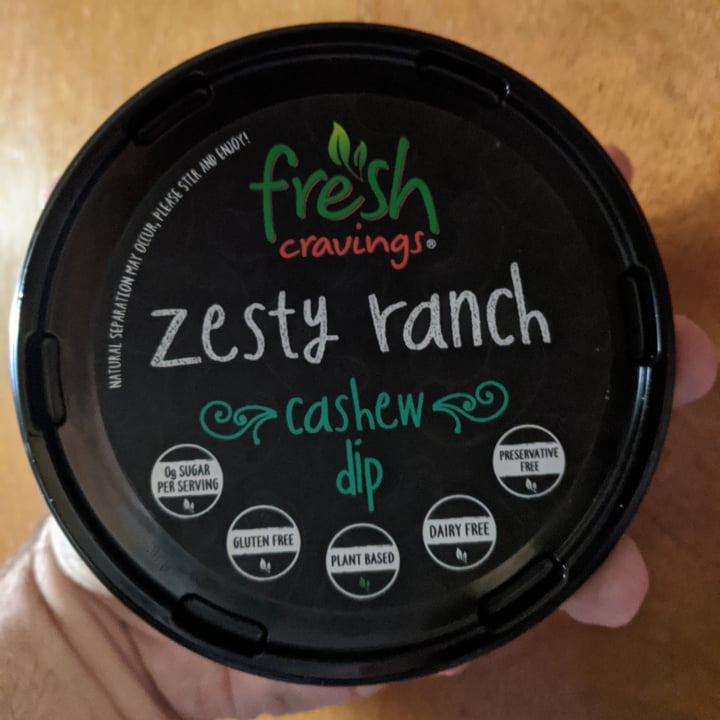 NATURAL SEPARATION MAY OCCUR, PLEASE STIR AND ENJOY!
fresh
cravings®
zesty ranch
cashew
dip
0g SUGAR
PER SERVING
GLUTEN FREE
PLANT BASED
DAIRY FREE
PRESERVATIVE
FREE